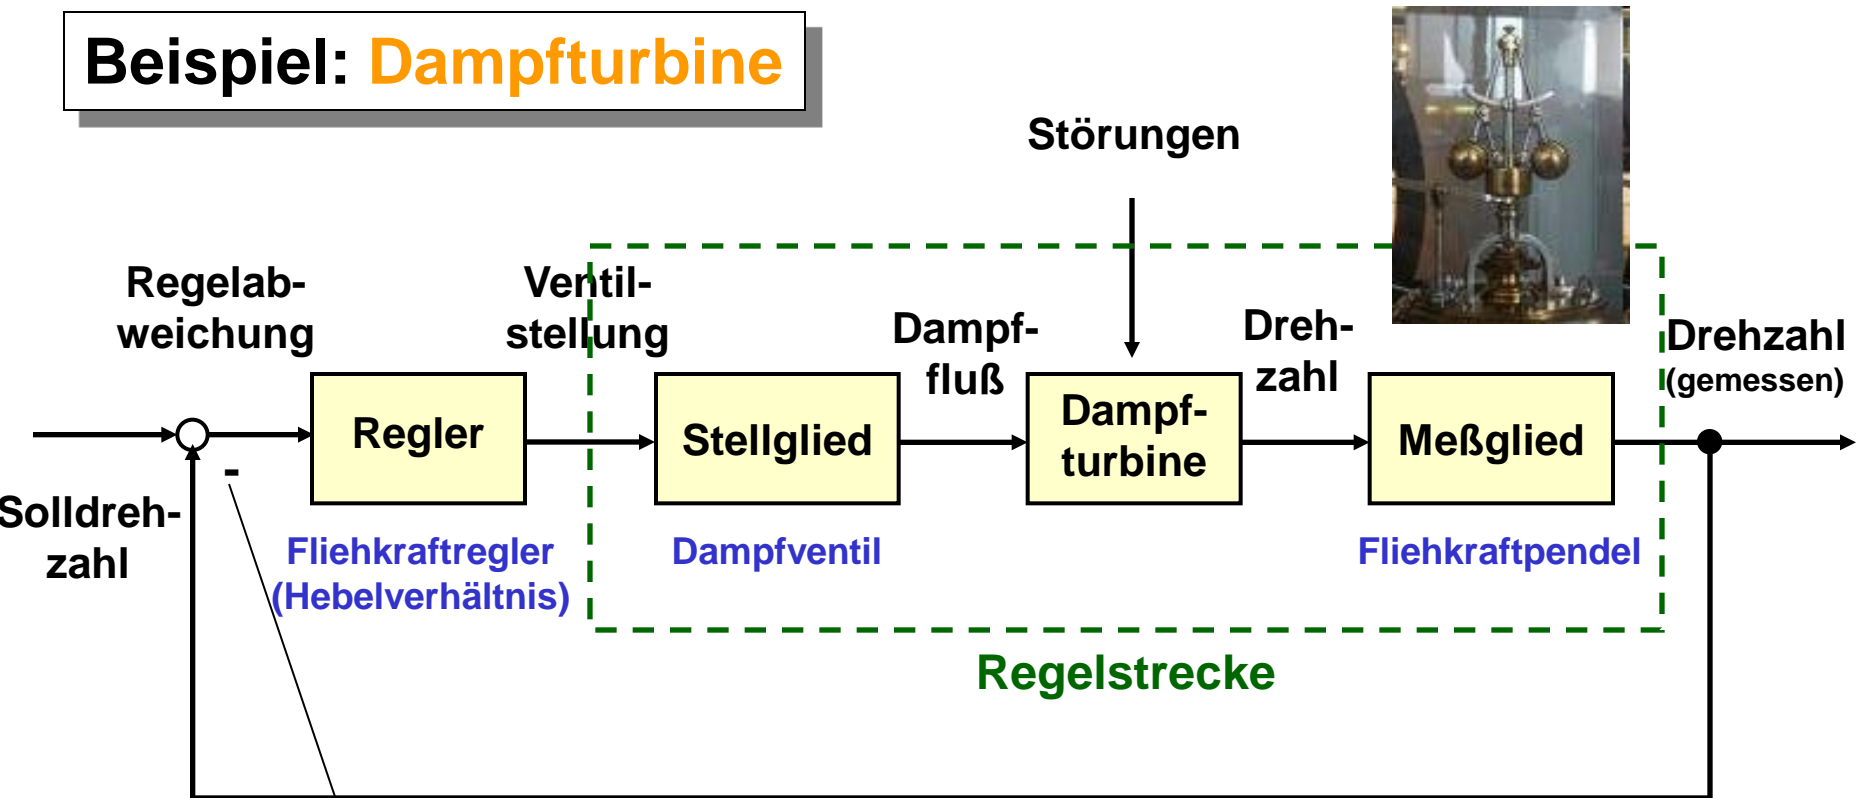 Beispiel: Dampfturbine
Störungen
Regelab-
weichung
Ventil-
stellung
Dampf-
fluß
Dreh-
zahl
Drehzahl
(gemessen)
Regler
Stellglied
Dampf-
turbine
Meßglied
-
Solldreh-
zahl
Fliehkraftregler
(Hebelverhältnis)
Dampfventil
Fliehkraftpendel
Regelstrecke